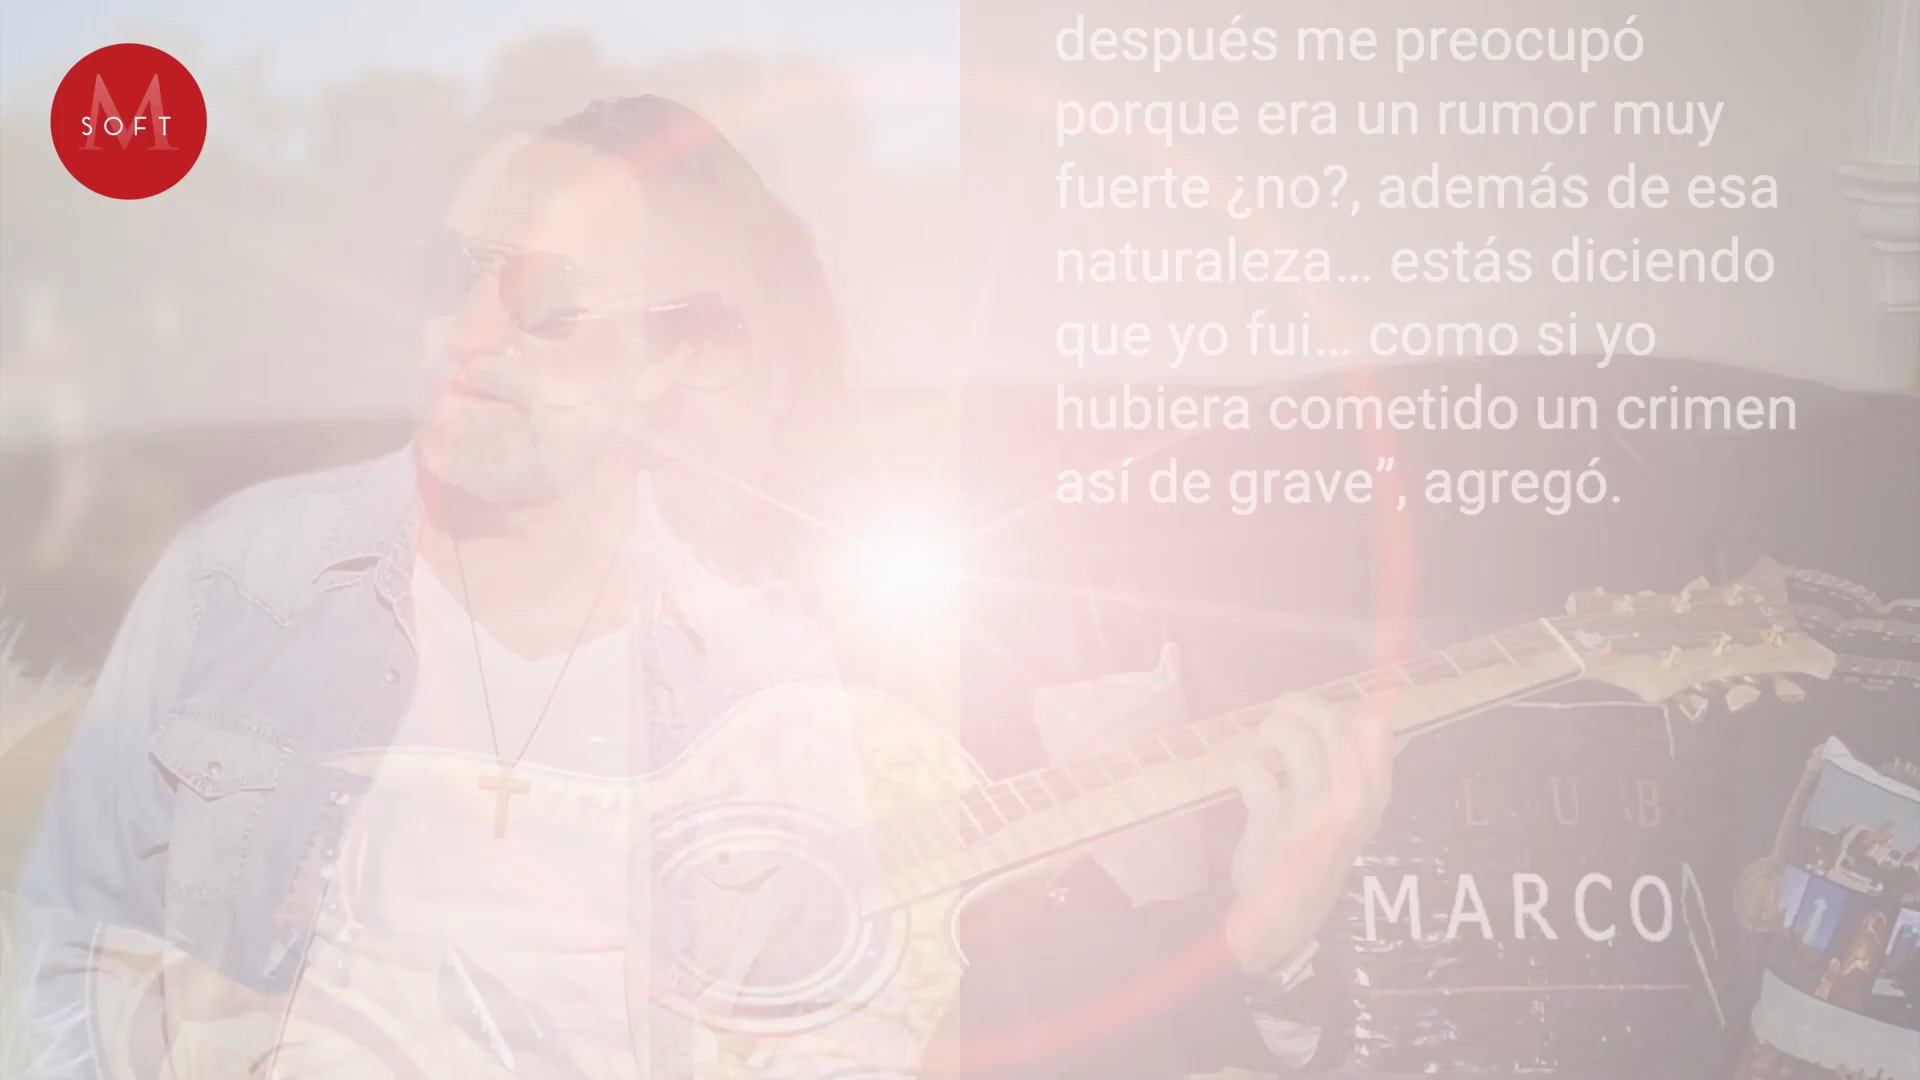 M
SOFT
después me preocupó
porque era un rumor muy
fuerte ¿no?, además de esa
naturaleza... estás diciendo
que yo fui... como si yo
hubiera cometido un crimen
así de grave”, agregó.
LUB
MARCO